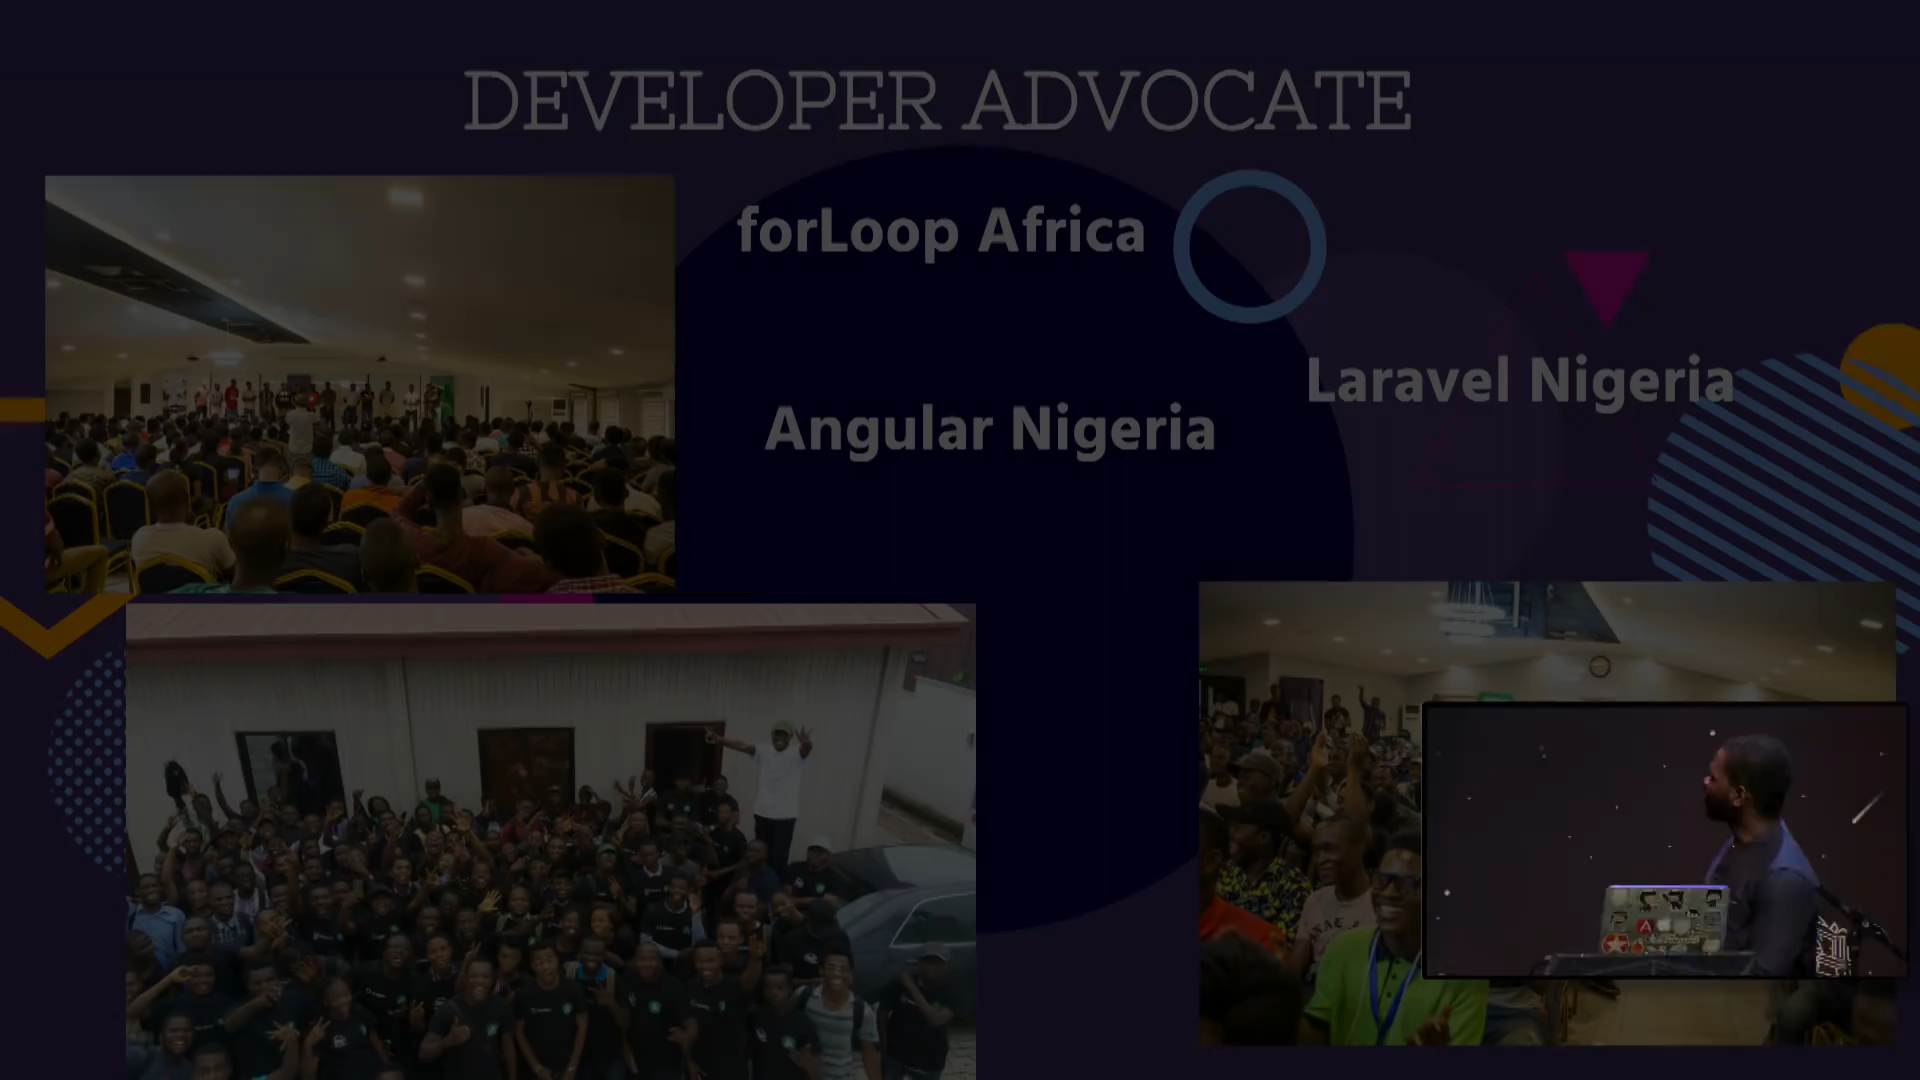 DEVELOPER ADVOCATE
forLoop Africa
Laravel Nigeria
Angular Nigeria